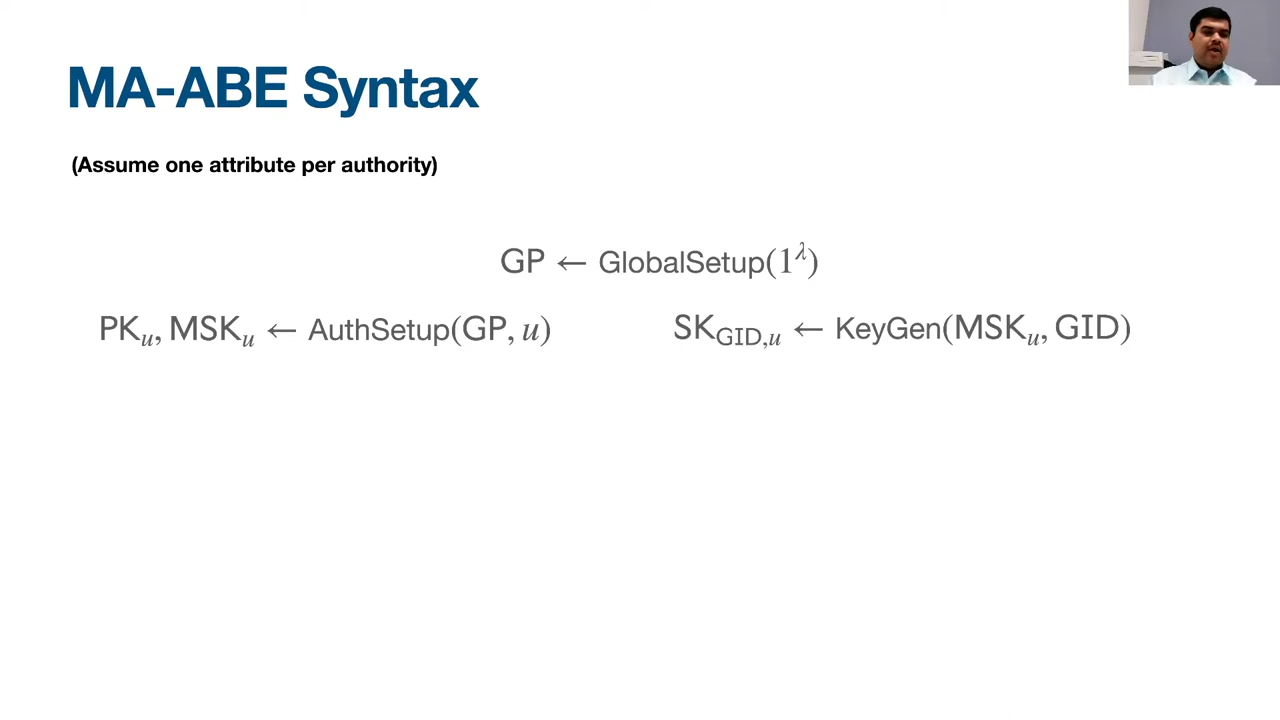 MA-ABE Syntax
(Assume one attribute per authority)
GP ← GlobalSetup(1^λ)
PK_u, MSK_u ← AuthSetup(GP, u)
SK_GID,u ← KeyGen(MSK_u, GID)